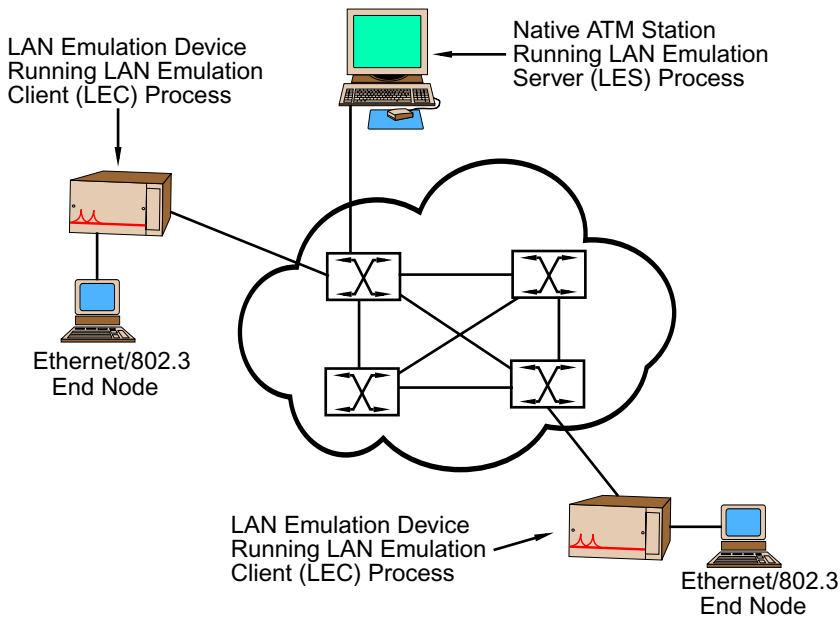 LAN Emulation Device
Running LAN Emulation
Client (LEC) Process
Native ATM Station
Running LAN Emulation
Server (LES) Process
Ethernet/802.3
End Node
LAN Emulation Device
Running LAN Emulation
Client (LEC) Process
Ethernet/802.3
End Node